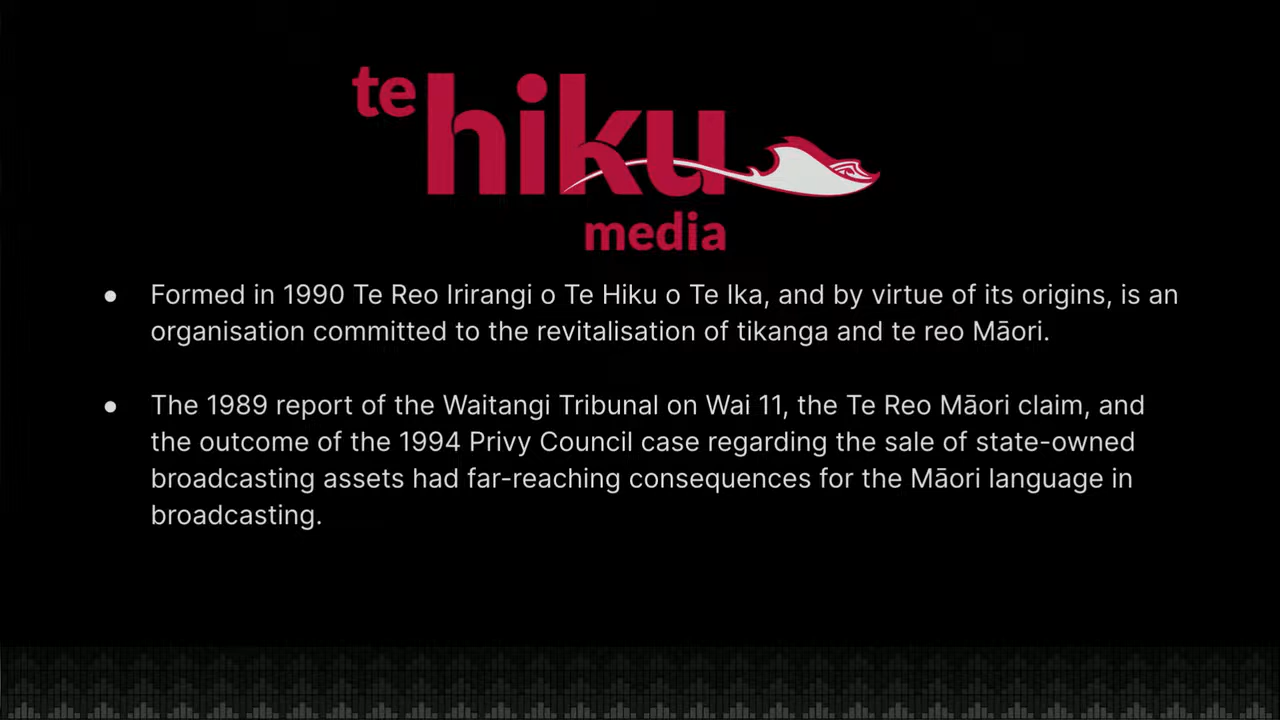 te hiku
media
● Formed in 1990 Te Reo Irirangi o Te Hiku o Te Ika, and by virtue of its origins, is an
organisation committed to the revitalisation of tikanga and te reo Māori.
● The 1989 report of the Waitangi Tribunal on Wai 11, the Te Reo Māori claim, and
the outcome of the 1994 Privy Council case regarding the sale of state-owned
broadcasting assets had far-reaching consequences for the Māori language in
broadcasting.